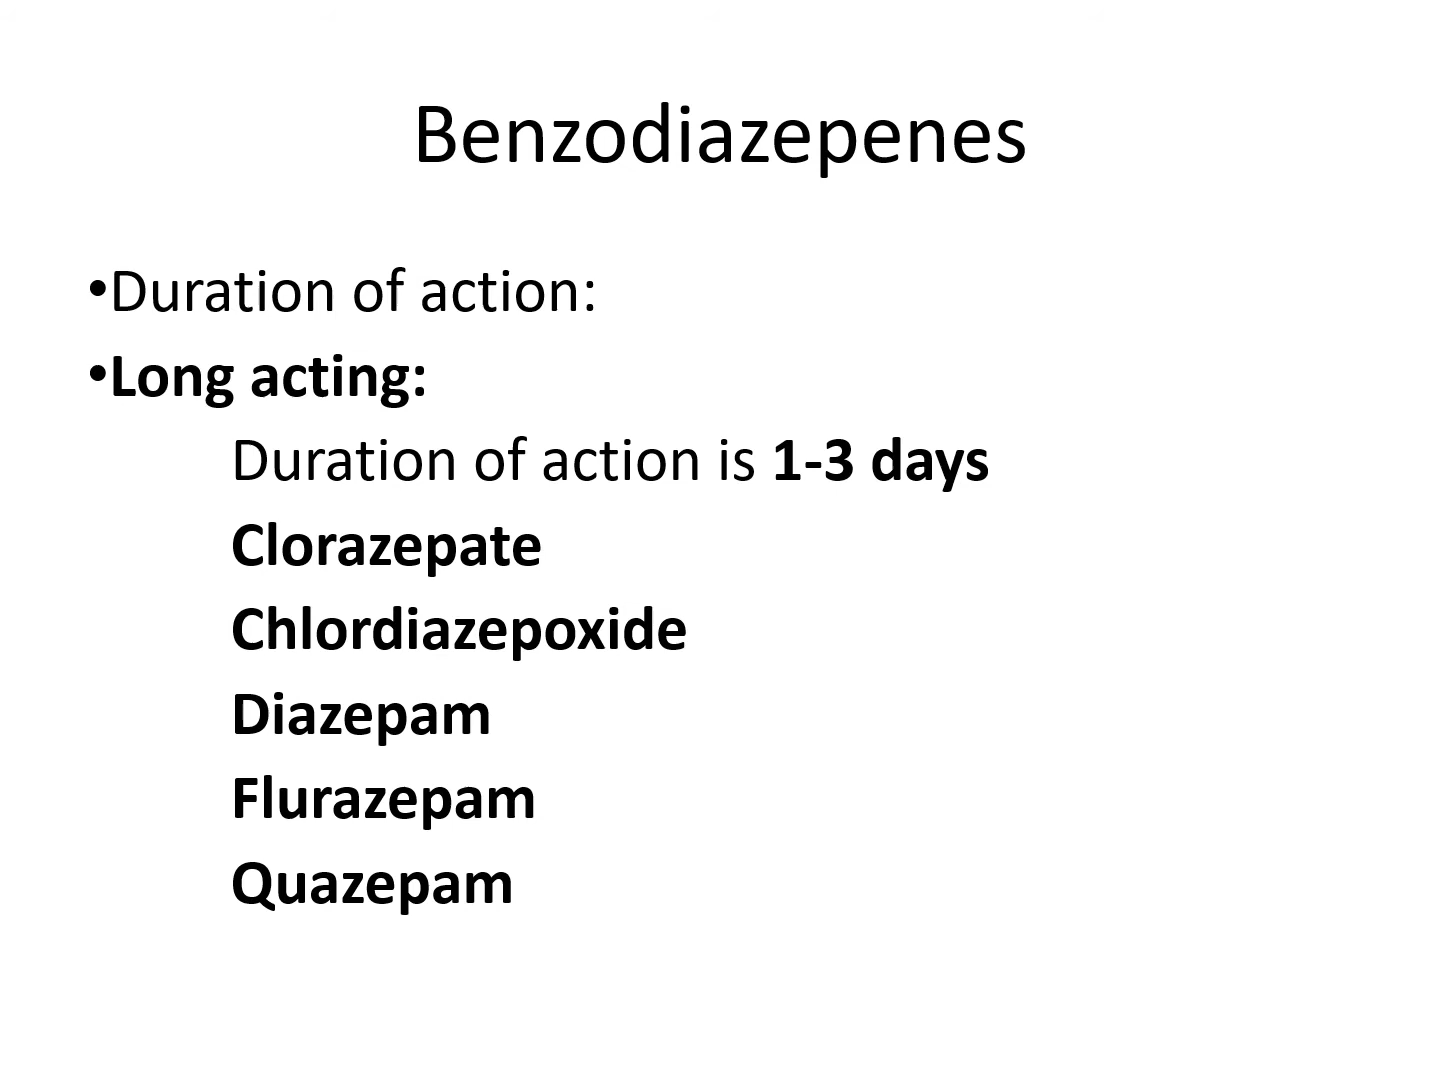 Benzodiazepenes
•Duration of action:
•Long acting:
Duration of action is 1-3 days
Clorazepate
Chlordiazepoxide
Diazepam
Flurazepam
Quazepam